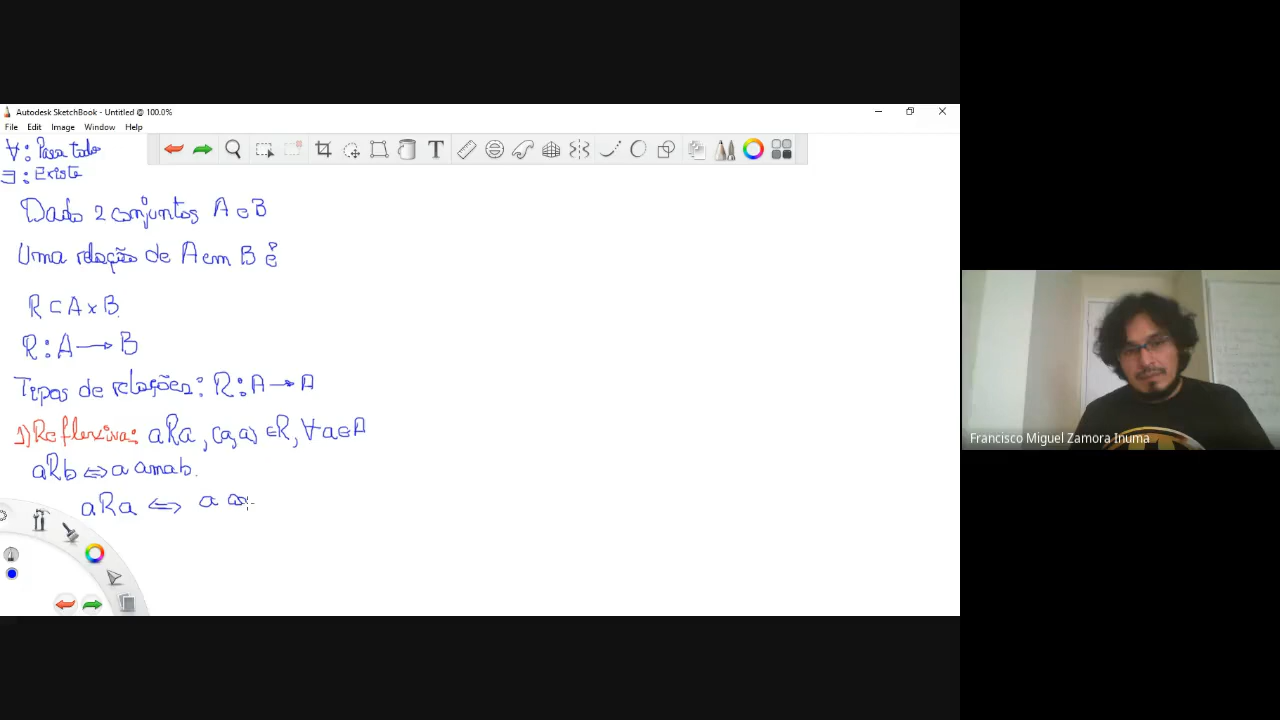 Autodesk SketchBook - Untitled @ 100.0%
File Edit Image Window Help
∀: Para todo
∃: Existe
T
Dado 2 conjuntos A e B
Uma relação de A em B é
R ⊂ A × B.
R: A → B
Tipos de relações: R: A → A
1) Reflexiva: aRa, (a,a) ∈ R, ∀ a ∈ A
aRb ⇔ a ama b.
aRa ⇔ a
Francisco Miguel Zamora Inuma